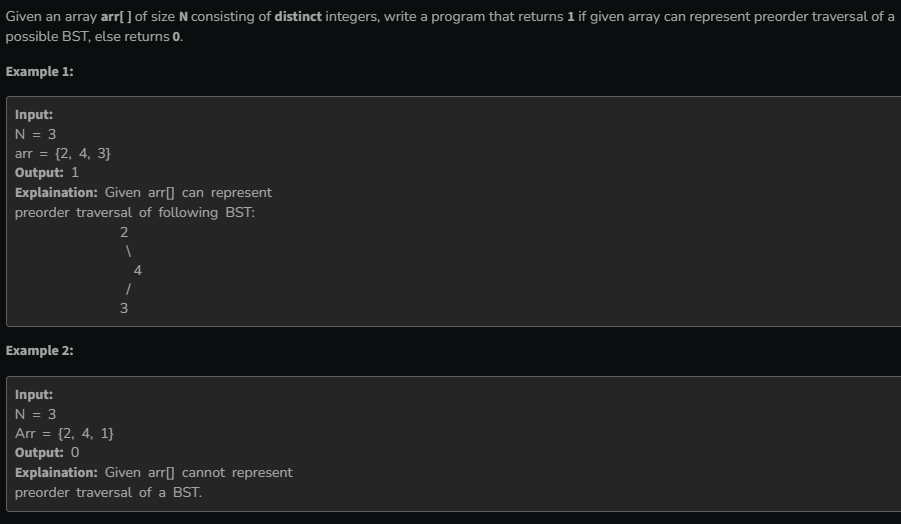 Given an array arr[ ] of size N consisting of distinct integers, write a program that returns 1 if given array can represent preorder traversal of a
possible BST, else returns 0.
Example 1:
Input:
N = 3
arr = {2, 4, 3}
Output: 1
Explaination: Given arr[] can represent
preorder traversal of following BST:
2
\
4
/
3
Example 2:
Input:
N = 3
Arr = {2, 4, 1}
Output: 0
Explaination: Given arr[] cannot represent
preorder traversal of a BST.